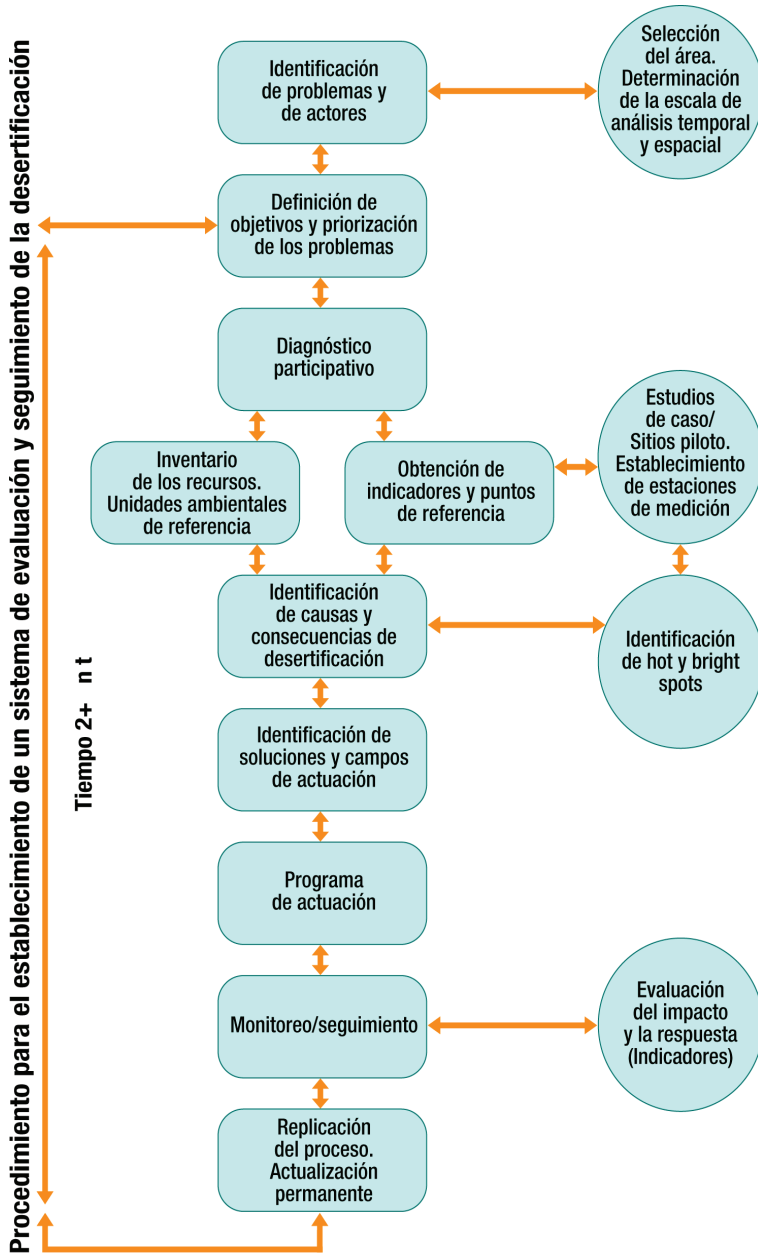 Procedimiento para el establecimiento de un sistema de evaluación y seguimiento de la desertificación
Tiempo 2+ n t
Identificación
de problemas y
de actores
Selección
del área.
Determinación
de la escala de
análisis temporal
y espacial
Definición de
objetivos y priorización
de los problemas
Diagnóstico
participativo
Inventario
de los recursos.
Unidades ambientales
de referencia
Obtención de
indicadores y puntos
de referencia
Estudios
de caso/
Sitios piloto.
Establecimiento
de estaciones
de medición
Identificación
de causas y
consecuencias de
desertificación
Identificación
de hot y bright
spots
Identificación de
soluciones y campos
de actuación
Programa
de actuación
Monitoreo/seguimiento
Evaluación
del impacto
y la respuesta
(Indicadores)
Replicación
del proceso.
Actualización
permanente